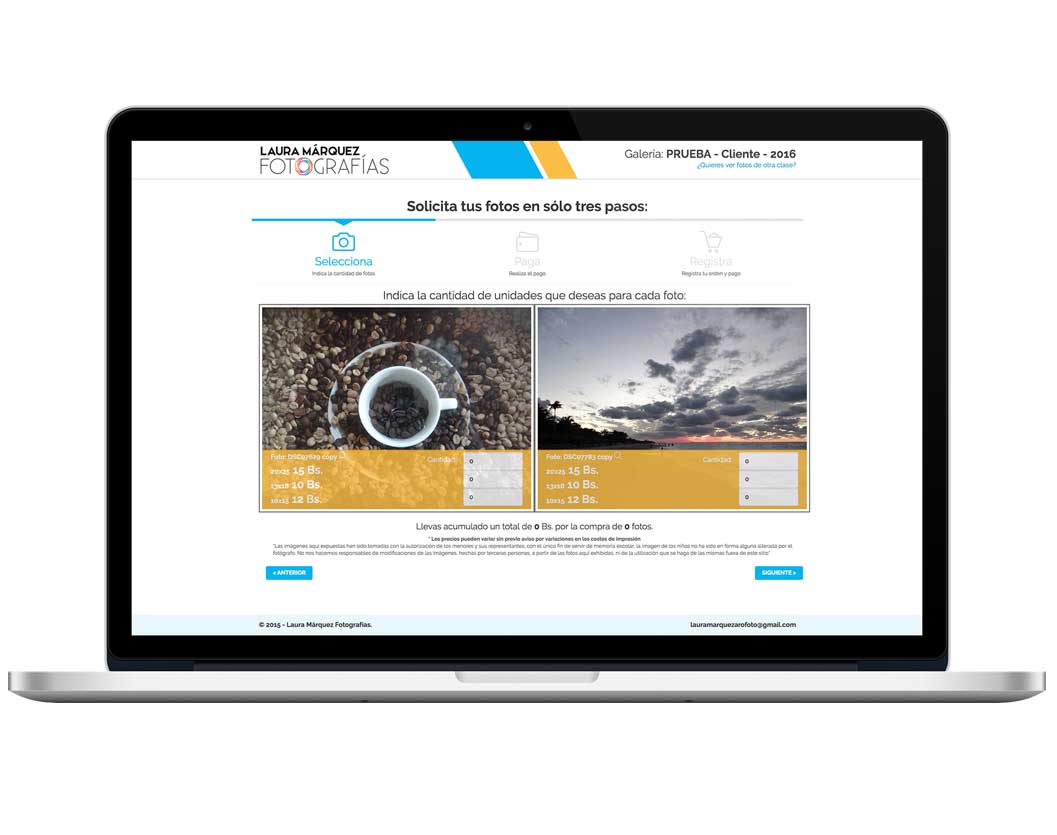 LAURA MÁRQUEZ
FOTOGRAFÍAS
Galería: PRUEBA - Cliente - 2016
¿Quieres ver fotos de otra clase?
Solicita tus fotos en sólo tres pasos:
Selecciona
Indica la cantidad de fotos
Paga
Realiza el pago
Registra
Registra tu orden y pago
Indica la cantidad de unidades que deseas para cada foto:
Foto: DSC07629 copy
Cantidad:
20x25 15 Bs.
0
13x18 10 Bs.
0
10x15 12 Bs.
0
Foto: DSC07783 copy
Cantidad:
20x25 15 Bs.
0
13x18 10 Bs.
0
10x15 12 Bs.
0
Llevas acumulado un total de 0 Bs. por la compra de 0 fotos.
* Los precios pueden variar sin previo aviso por variaciones en los costos de impresión
"Las imágenes aquí expuestas han sido tomadas con la autorización de los menores y sus representantes, con el único fin de servir de memoria escolar, la imagen de los niños no ha sido en forma alguna alterada por el
fotógrafo. No nos hacemos responsables de modificaciones de las imágenes, hechas por terceras personas, a partir de las fotos aquí exhibidas, ni de la utilización que se haga de las mismas fuera de este sitio"
< ANTERIOR
SIGUIENTE >
© 2015 - Laura Márquez Fotografías.
lauramarquezarofoto@gmail.com